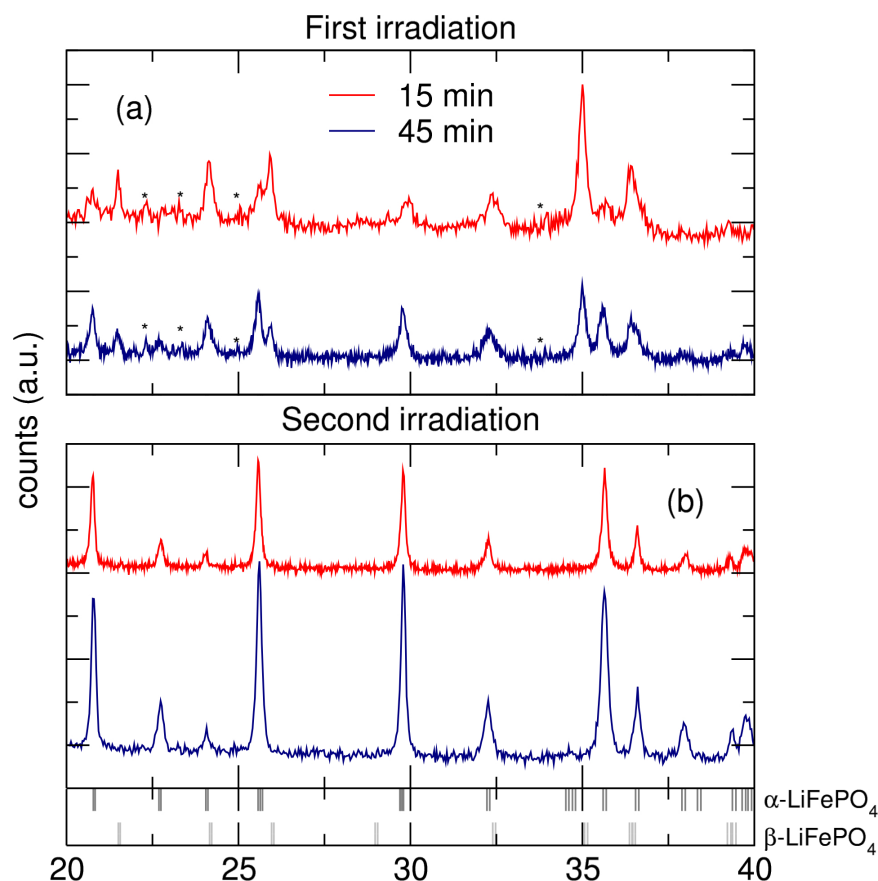 First irradiation
(a)
15 min
45 min
* * * *
* * * *
counts (a.u.)
Second irradiation
(b)
α-LiFePO4
β-LiFePO4
20 25 30 35 40